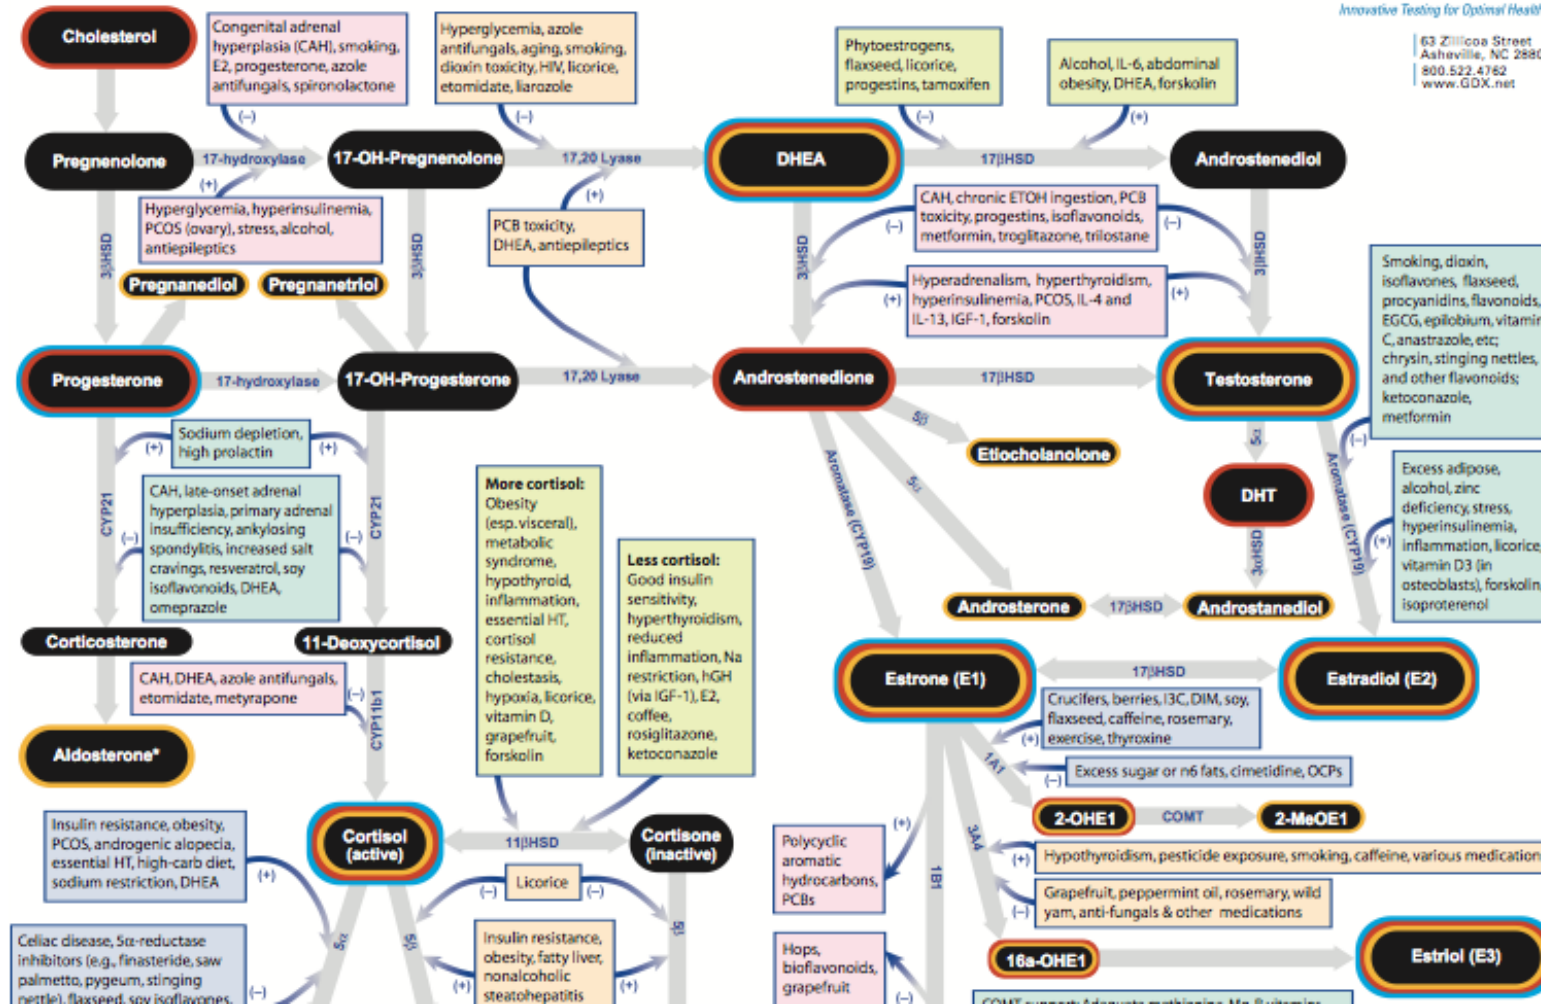 Innovative Testing for Optimal Health
63 Zillicoa Street
Asheville, NC 2880
800.522.4762
www.GDX.net
Cholesterol
Congenital adrenal
hyperplasia (CAH), smoking,
E2, progesterone, azole
antifungals, spironolactone
Hyperglycemia, azole
antifungals, aging, smoking,
dioxin toxicity, HIV, licorice,
etomidate, liarozole
Phytoestrogens,
flaxseed, licorice,
progestins, tamoxifen
Alcohol, IL-6, abdominal
obesity, DHEA, forskolin
(–)
(–)
(–)
(+)
Pregnenolone
17-hydroxylase
17-OH-Pregnenolone
17,20 Lyase
DHEA
17βHSD
Androstenediol
(+)
(+)
Hyperglycemia, hyperinsulinemia,
PCOS (ovary), stress, alcohol,
antiepileptics
PCB toxicity,
DHEA, antiepileptics
CAH, chronic ETOH ingestion, PCB
toxicity, progestins, isoflavonoids,
metformin, troglitazone, trilostane
(–)
(–)
3βHSD
3βHSD
3βHSD
3βHSD
Hyperadrenalism, hyperthyroidism,
hyperinsulinemia, PCOS, IL-4 and
IL-13, IGF-1, forskolin
(+)
(+)
Pregnanediol
Pregnanetriol
Smoking, dioxin,
isoflavones, flaxseed,
procyanidins, flavonoids,
EGCG, epilobium, vitamin
C, anastrazole, etc;
chrysin, stinging nettles,
and other flavonoids;
ketoconazole,
metformin
(–)
Progesterone
17-hydroxylase
17-OH-Progesterone
17,20 Lyase
Androstenedione
17βHSD
Testosterone
Sodium depletion,
high prolactin
(+)
(+)
5β
Etiocholanolone
5α
5α
Aromatase (CYP19)
Aromatase (CYP19)
DHT
3αHSD
Excess adipose,
alcohol, zinc
deficiency, stress,
hyperinsulinemia,
inflammation, licorice,
vitamin D3 (in
osteoblasts), forskolin,
isoproterenol
(+)
CYP21
CYP21
CAH, late-onset adrenal
hyperplasia, primary adrenal
insufficiency, ankylosing
spondylitis, increased salt
cravings, resveratrol, soy
isoflavonoids, DHEA,
omeprazole
(–)
(–)
More cortisol:
Obesity
(esp. visceral),
metabolic
syndrome,
hypothyroid,
inflammation,
essential HT,
cortisol
resistance,
cholestasis,
hypoxia, licorice,
vitamin D,
grapefruit,
forskolin
Less cortisol:
Good insulin
sensitivity,
hyperthyroidism,
reduced
inflammation, Na
restriction, hGH
(via IGF-1), E2,
coffee,
rosiglitazone,
ketoconazole
Androsterone
17βHSD
Androstanediol
Corticosterone
11-Deoxycortisol
CAH, DHEA, azole antifungals,
etomidate, metyrapone
(–)
CYP11b1
Aldosterone*
Estrone (E1)
17βHSD
Estradiol (E2)
Crucifers, berries, I3C, DIM, soy,
flaxseed, caffeine, rosemary,
exercise, thyroxine
(+)
1A1
Excess sugar or n6 fats, cimetidine, OCPs
(–)
2-OHE1
COMT
2-MeOE1
Insulin resistance, obesity,
PCOS, androgenic alopecia,
essential HT, high-carb diet,
sodium restriction, DHEA
(+)
Cortisol
(active)
11βHSD
Cortisone
(inactive)
Licorice
(–)
(–)
Polycyclic
aromatic
hydrocarbons,
PCBs
(+)
1B1
3A4
Hypothyroidism, pesticide exposure, smoking, caffeine, various medication
(+)
Grapefruit, peppermint oil, rosemary, wild
yam, anti-fungals & other medications
(–)
Celiac disease, 5α-reductase
inhibitors (e.g., finasteride, saw
palmetto, pygeum, stinging
nettle), flaxseed, soy isoflavones,
(–)
5α
5β
5β
Insulin resistance,
obesity, fatty liver,
nonalcoholic
steatohepatitis
(+)
(+)
Hops,
bioflavonoids,
grapefruit
(–)
16a-OHE1
Estriol (E3)